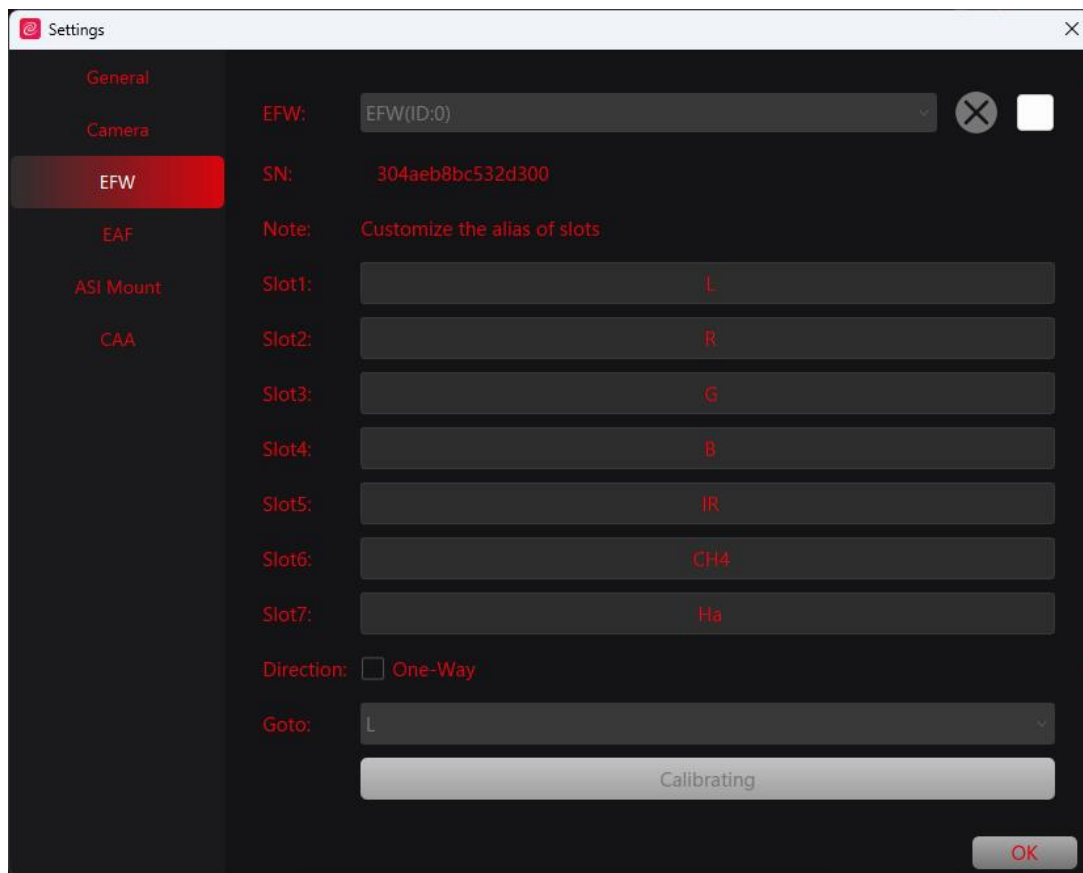 Settings
General
Camera
EFW
EAF
ASI Mount
CAA
EFW: EFW(ID:0)
SN: 304aeb8bc532d300
Note: Customize the alias of slots
Slot1: L
Slot2: R
Slot3: G
Slot4: B
Slot5: IR
Slot6: CH4
Slot7: Ha
Direction: One-Way
Goto: L
Calibrating
OK